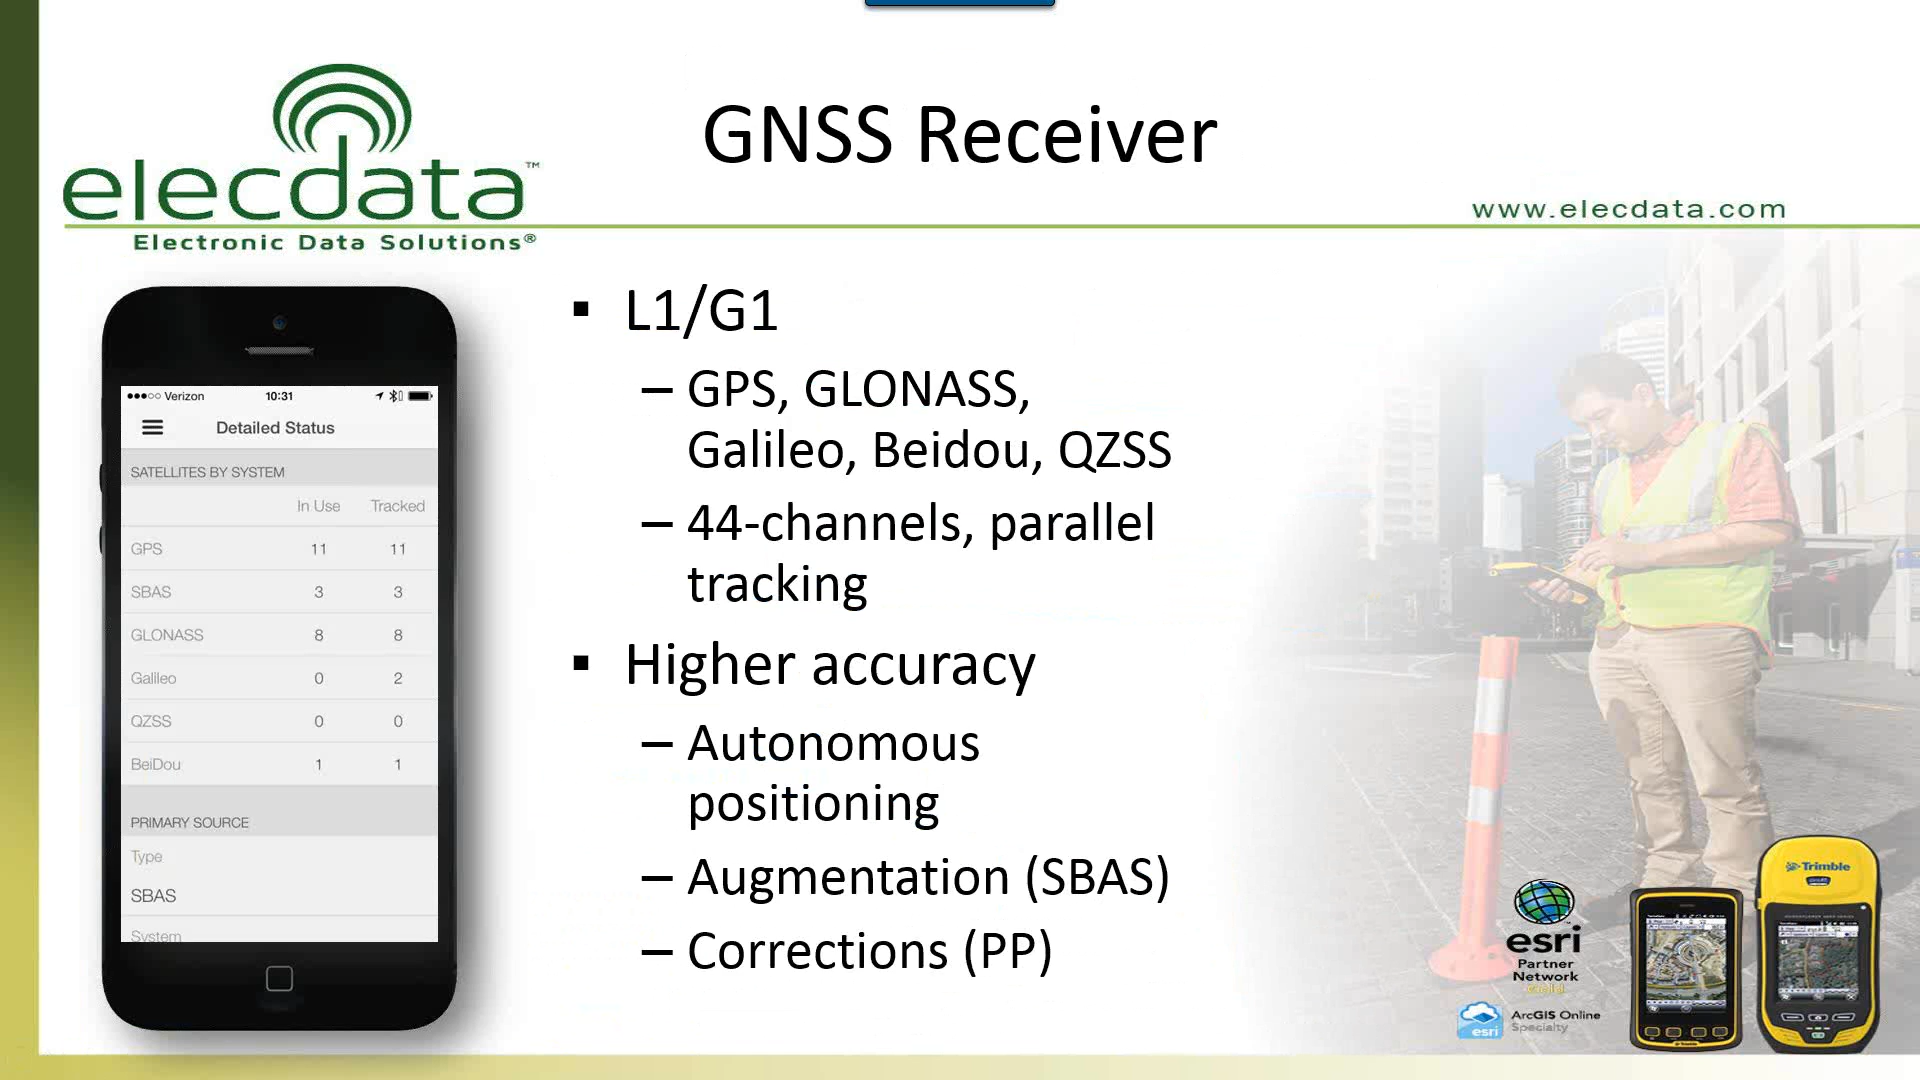 elecdata™
Electronic Data Solutions®
GNSS Receiver
www.elecdata.com
●●●○○ Verizon 10:31
Detailed Status
SATELLITES BY SYSTEM
In Use Tracked
GPS 11 11
SBAS 3 3
GLONASS 8 8
Galileo 0 2
QZSS 0 0
BeiDou 1 1
PRIMARY SOURCE
Type
SBAS
System
▪ L1/G1
– GPS, GLONASS,
Galileo, Beidou, QZSS
– 44-channels, parallel
tracking
▪ Higher accuracy
– Autonomous
positioning
– Augmentation (SBAS)
– Corrections (PP)
esri
Partner
Network
Gold
esri
ArcGIS Online
Specialty
Trimble
Trimble